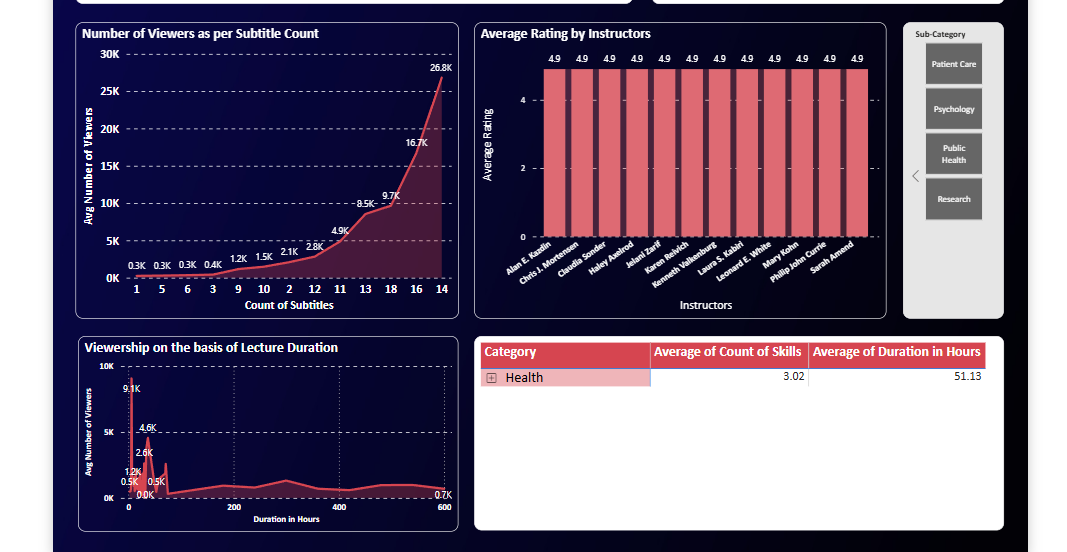 Number of Viewers as per Subtitle Count
30K
25K
20K
15K
10K
5K
0K
Avg Number of Viewers
0.3K 0.3K 0.3K 0.4K 1.2K 1.5K 2.1K 2.8K 4.9K 8.5K 9.7K 16.7K 26.8K
1 5 6 3 9 10 2 12 11 13 18 16 14
Count of Subtitles
Average Rating by Instructors
4.9 4.9 4.9 4.9 4.9 4.9 4.9 4.9 4.9 4.9 4.9 4.9
4
2
0
Average Rating
Alan E. Kazdin
Chris J. Mortensen
Claudia Sonder
Haley Axelrod
Jelani Zarif
Karen Reivich
Kenneth Valkenburg
Laura S. Kabiri
Leonard E. White
Mary Kohn
Philip John Currie
Sarah Amend
Instructors
Sub-Category
Patient Care
Psychology
Public
Health
Research
Viewership on the basis of Lecture Duration
10K
5K
0K
Avg Number of Viewers
9.1K
4.6K
2.6K
1.2K
0.5K 0.5K
0.0K 0.7K
0 200 400 600
Duration in Hours
Category Average of Count of Skills Average of Duration in Hours
Health 3.02 51.13